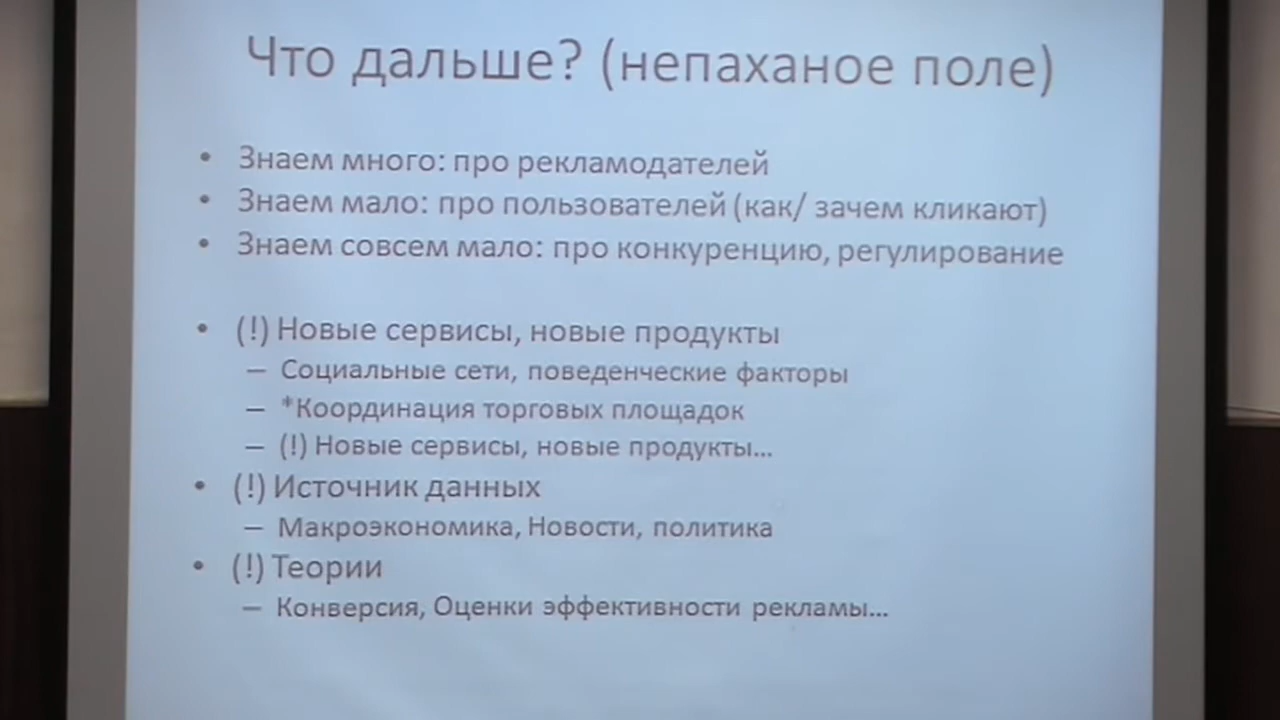 Что дальше? (непаханое поле)
• Знаем много: про рекламодателей
• Знаем мало: про пользователей (как/ зачем кликают)
• Знаем совсем мало: про конкуренцию, регулирование
• (!) Новые сервисы, новые продукты
– Социальные сети, поведенческие факторы
– *Координация торговых площадок
– (!) Новые сервисы, новые продукты...
• (!) Источник данных
– Макроэкономика, Новости, политика
• (!) Теории
– Конверсия, Оценки эффективности рекламы...